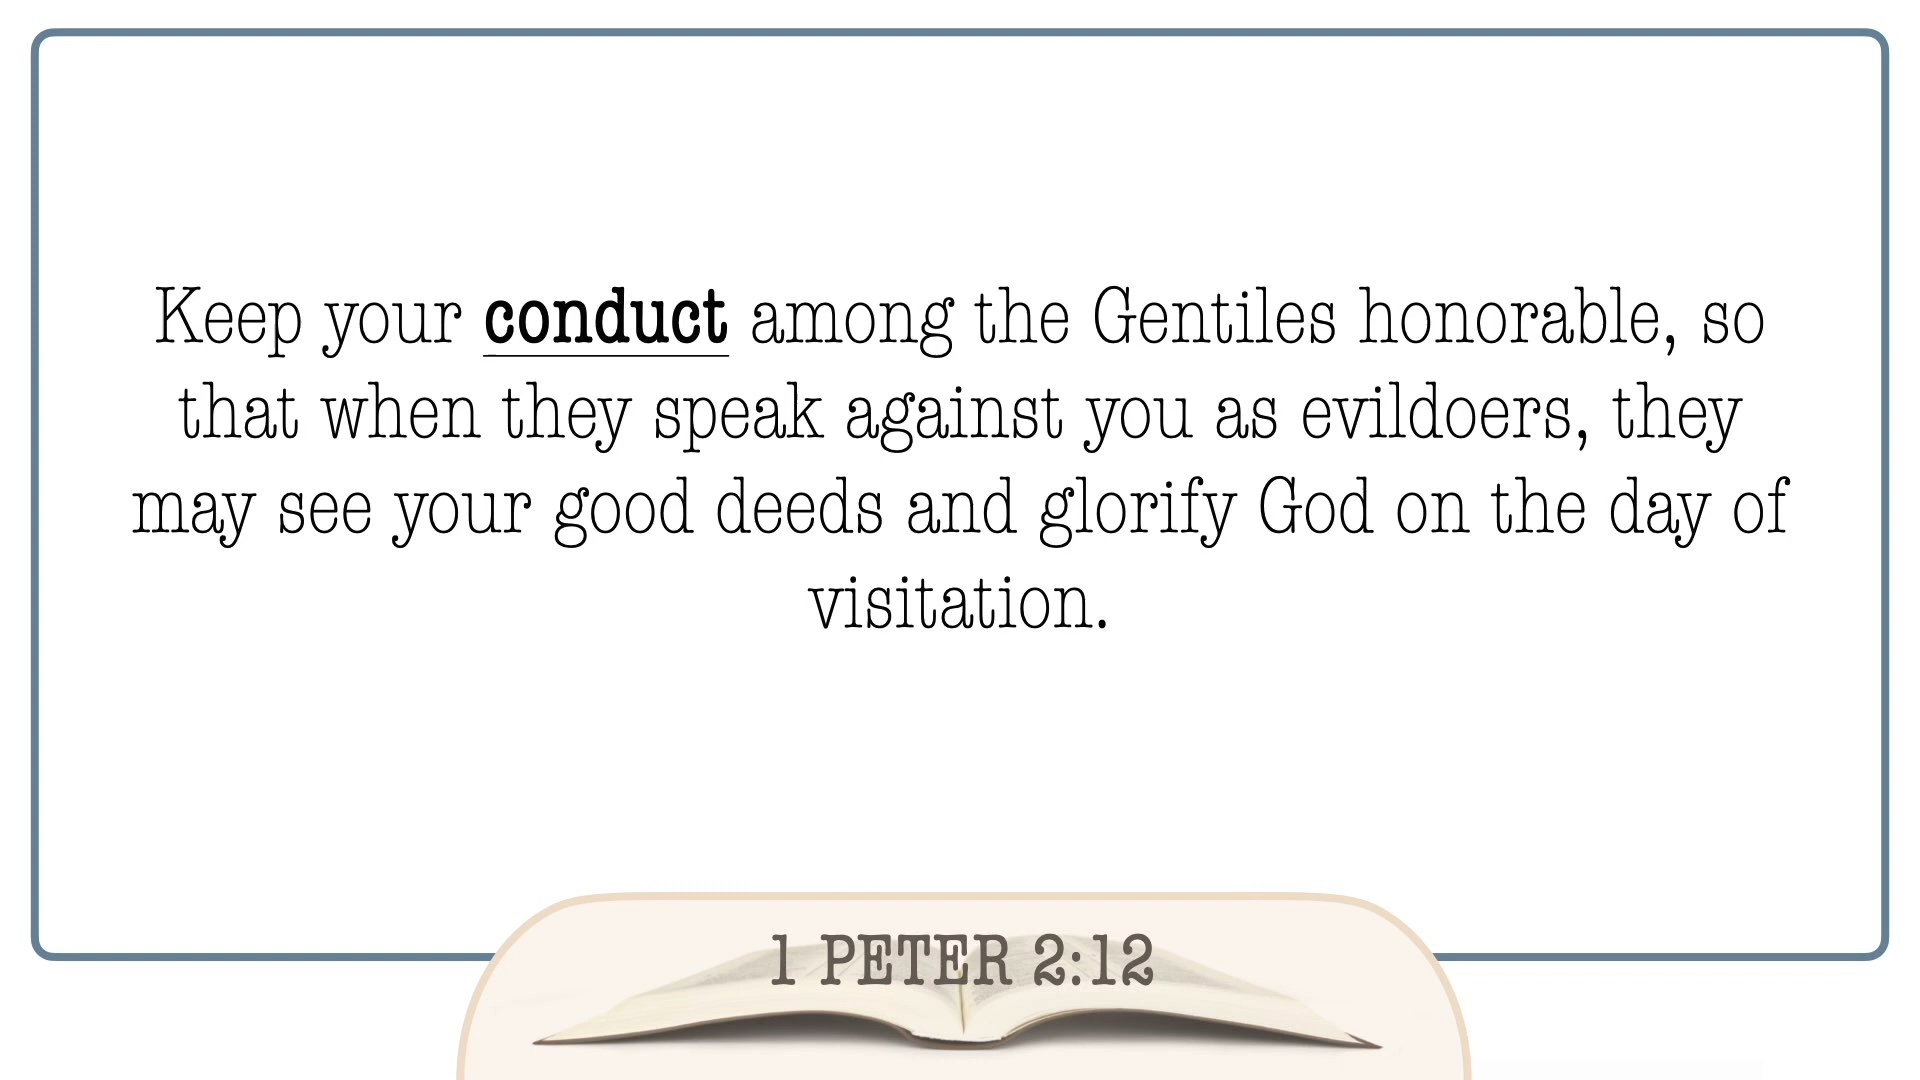 Keep your conduct among the Gentiles honorable, so
that when they speak against you as evildoers, they
may see your good deeds and glorify God on the day of
visitation.
1 PETER 2:12